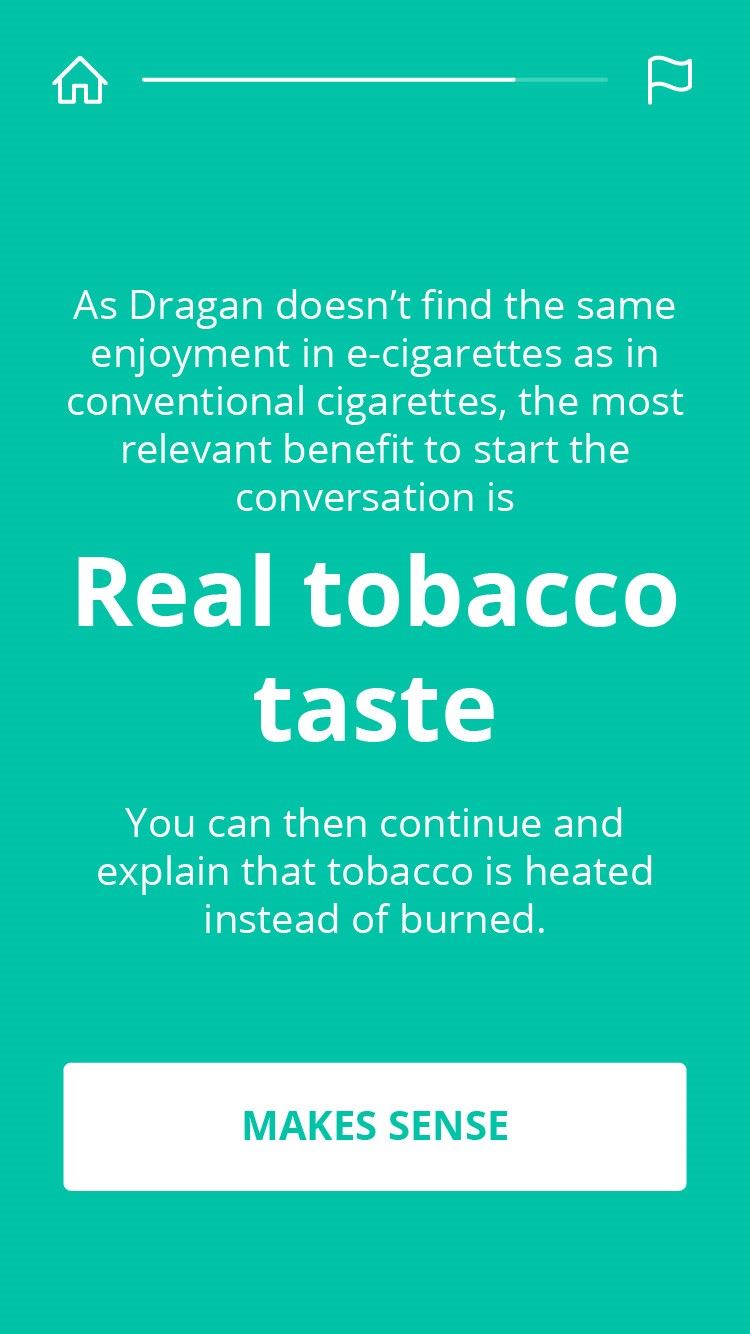 As Dragan doesn’t find the same
enjoyment in e-cigarettes as in
conventional cigarettes, the most
relevant benefit to start the
conversation is
Real tobacco
taste
You can then continue and
explain that tobacco is heated
instead of burned.
MAKES SENSE